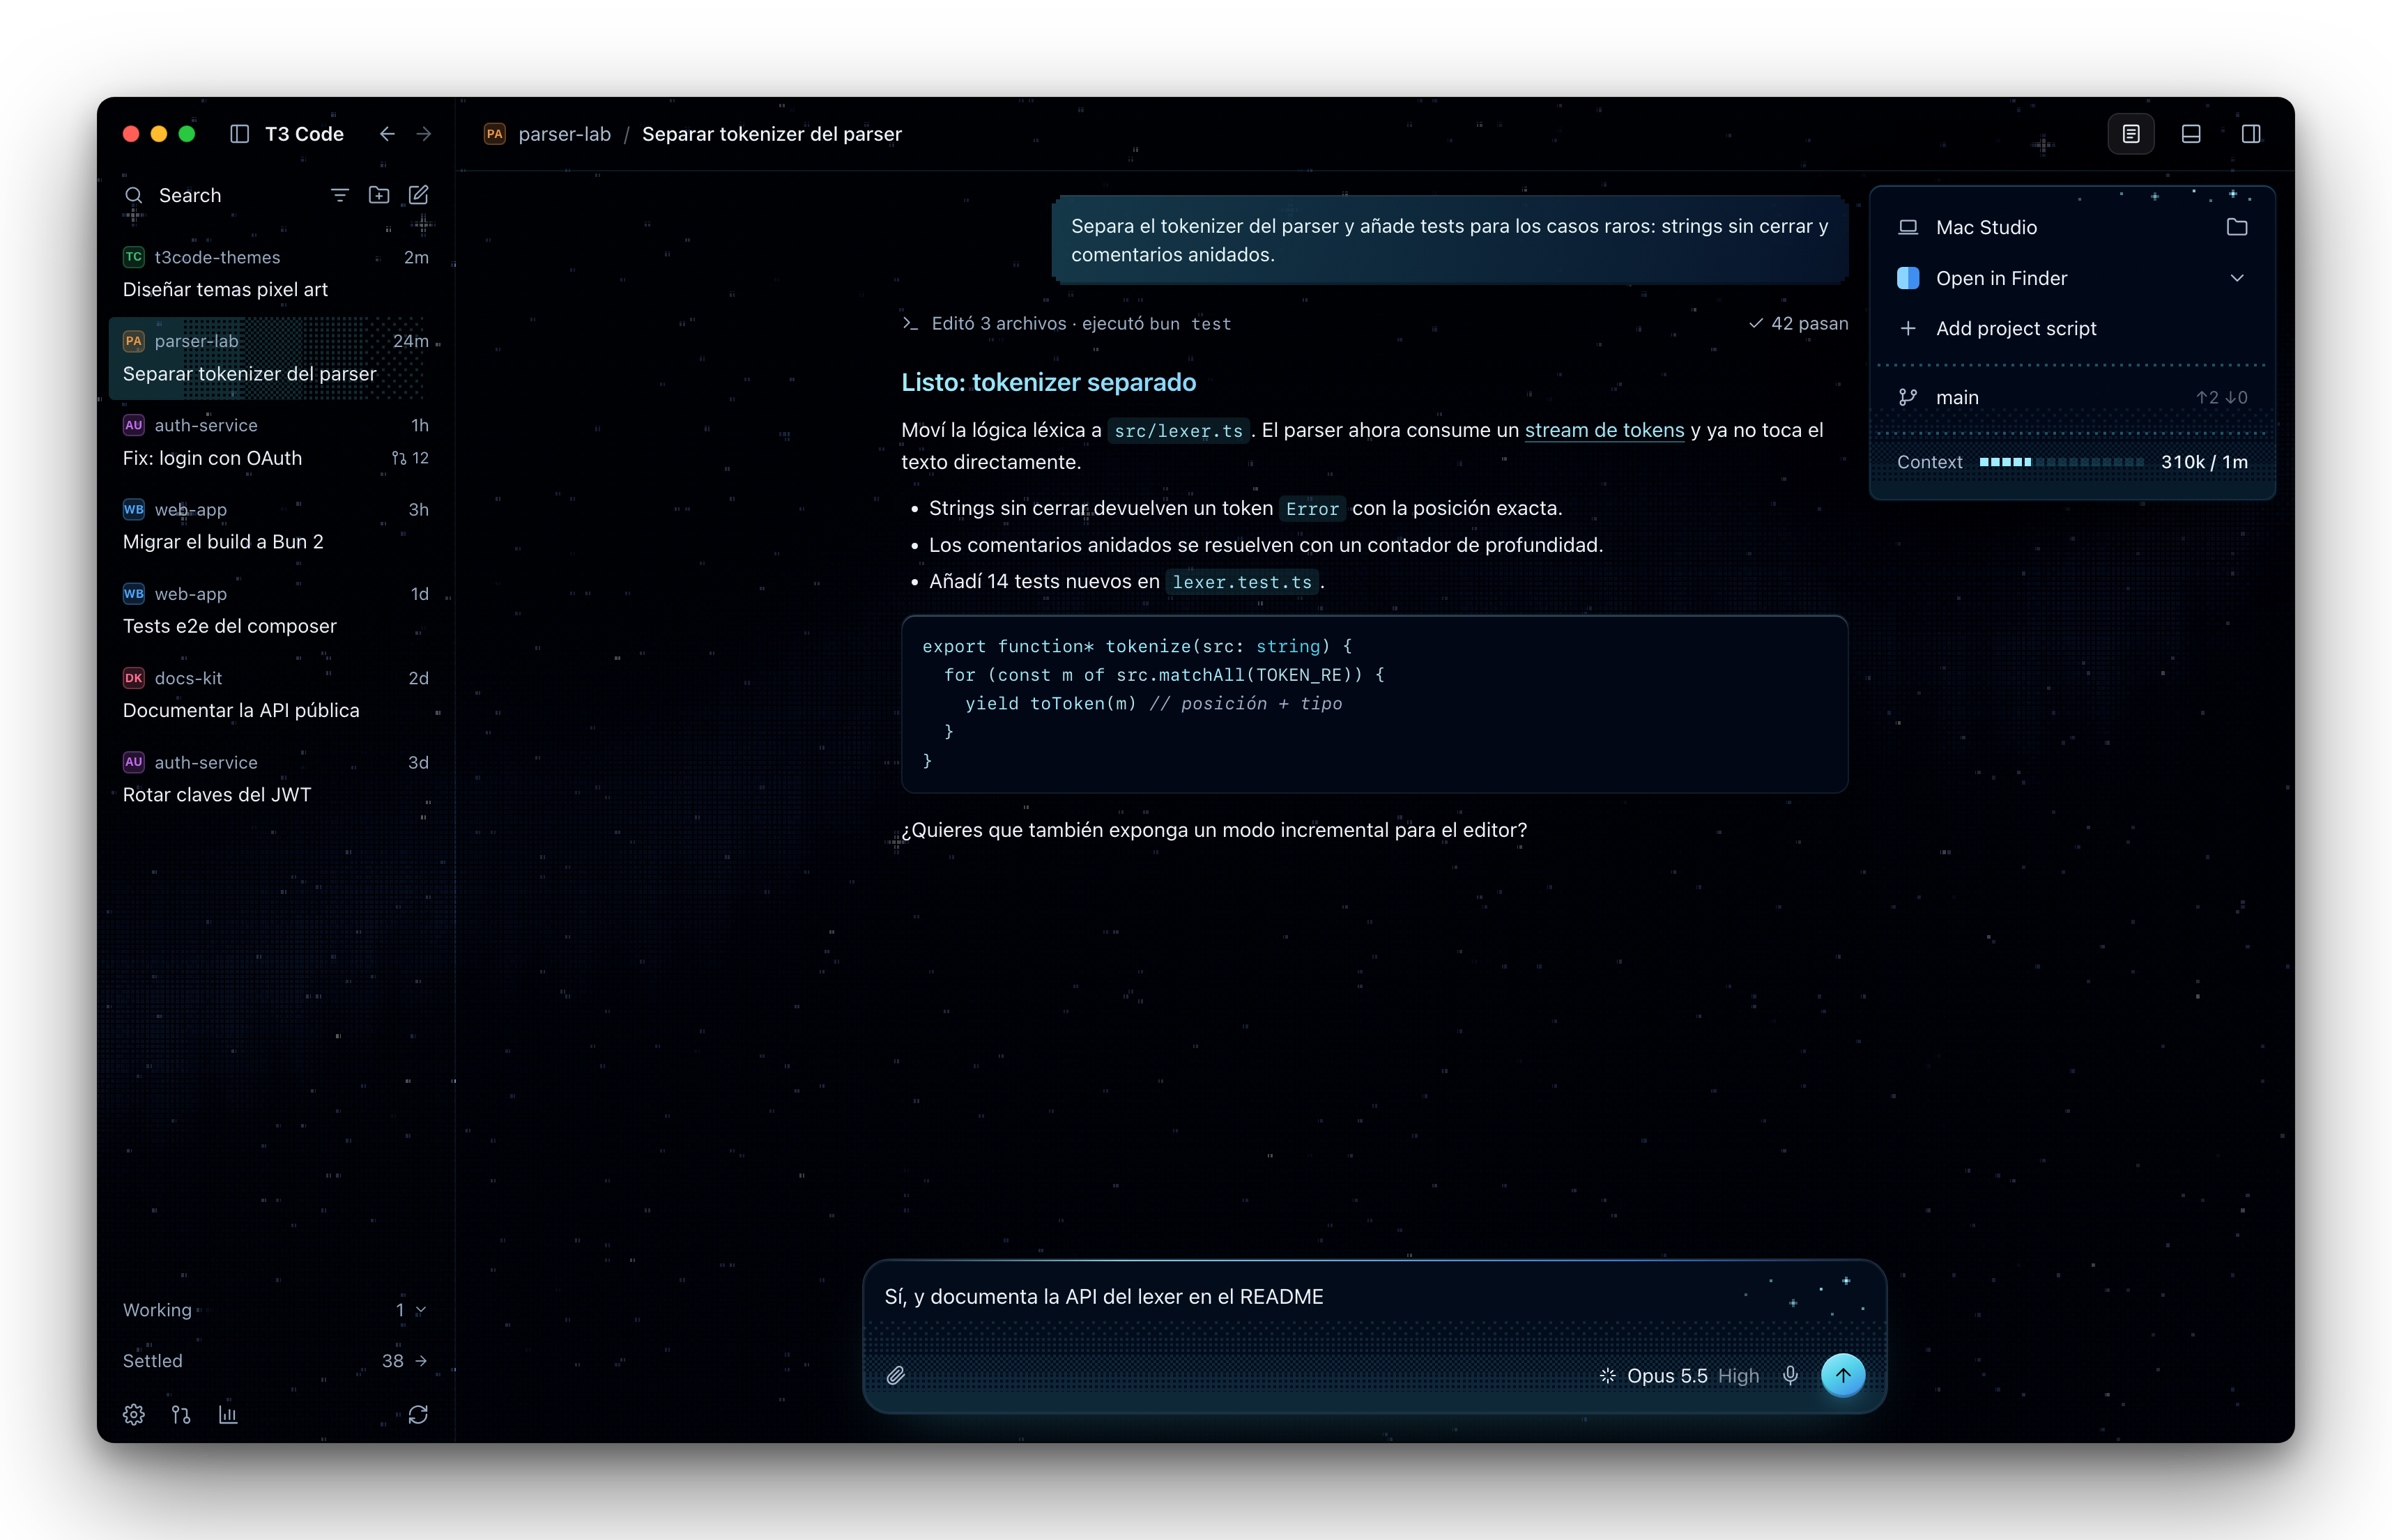 T3 Code
Search
TC t3code-themes 2m
Diseñar temas pixel art
PA parser-lab 24m
Separar tokenizer del parser
AU auth-service 1h
Fix: login con OAuth 12
WB web-app 3h
Migrar el build a Bun 2
WB web-app 1d
Tests e2e del composer
DK docs-kit 2d
Documentar la API pública
AU auth-service 3d
Rotar claves del JWT
Working 1
Settled 38
PA parser-lab / Separar tokenizer del parser
Separa el tokenizer del parser y añade tests para los casos raros: strings sin cerrar y
comentarios anidados.
Editó 3 archivos · ejecutó bun test ✓ 42 pasan
Listo: tokenizer separado
Moví la lógica léxica a src/lexer.ts. El parser ahora consume un stream de tokens y ya no toca el
texto directamente.
• Strings sin cerrar devuelven un token Error con la posición exacta.
• Los comentarios anidados se resuelven con un contador de profundidad.
• Añadí 14 tests nuevos en lexer.test.ts.
export function* tokenize(src: string) {
  for (const m of src.matchAll(TOKEN_RE)) {
    yield toToken(m) // posición + tipo
  }
}
¿Quieres que también exponga un modo incremental para el editor?
Sí, y documenta la API del lexer en el README
Opus 5.5 High
Mac Studio
Open in Finder
Add project script
main ↑2 ↓0
Context 310k / 1m